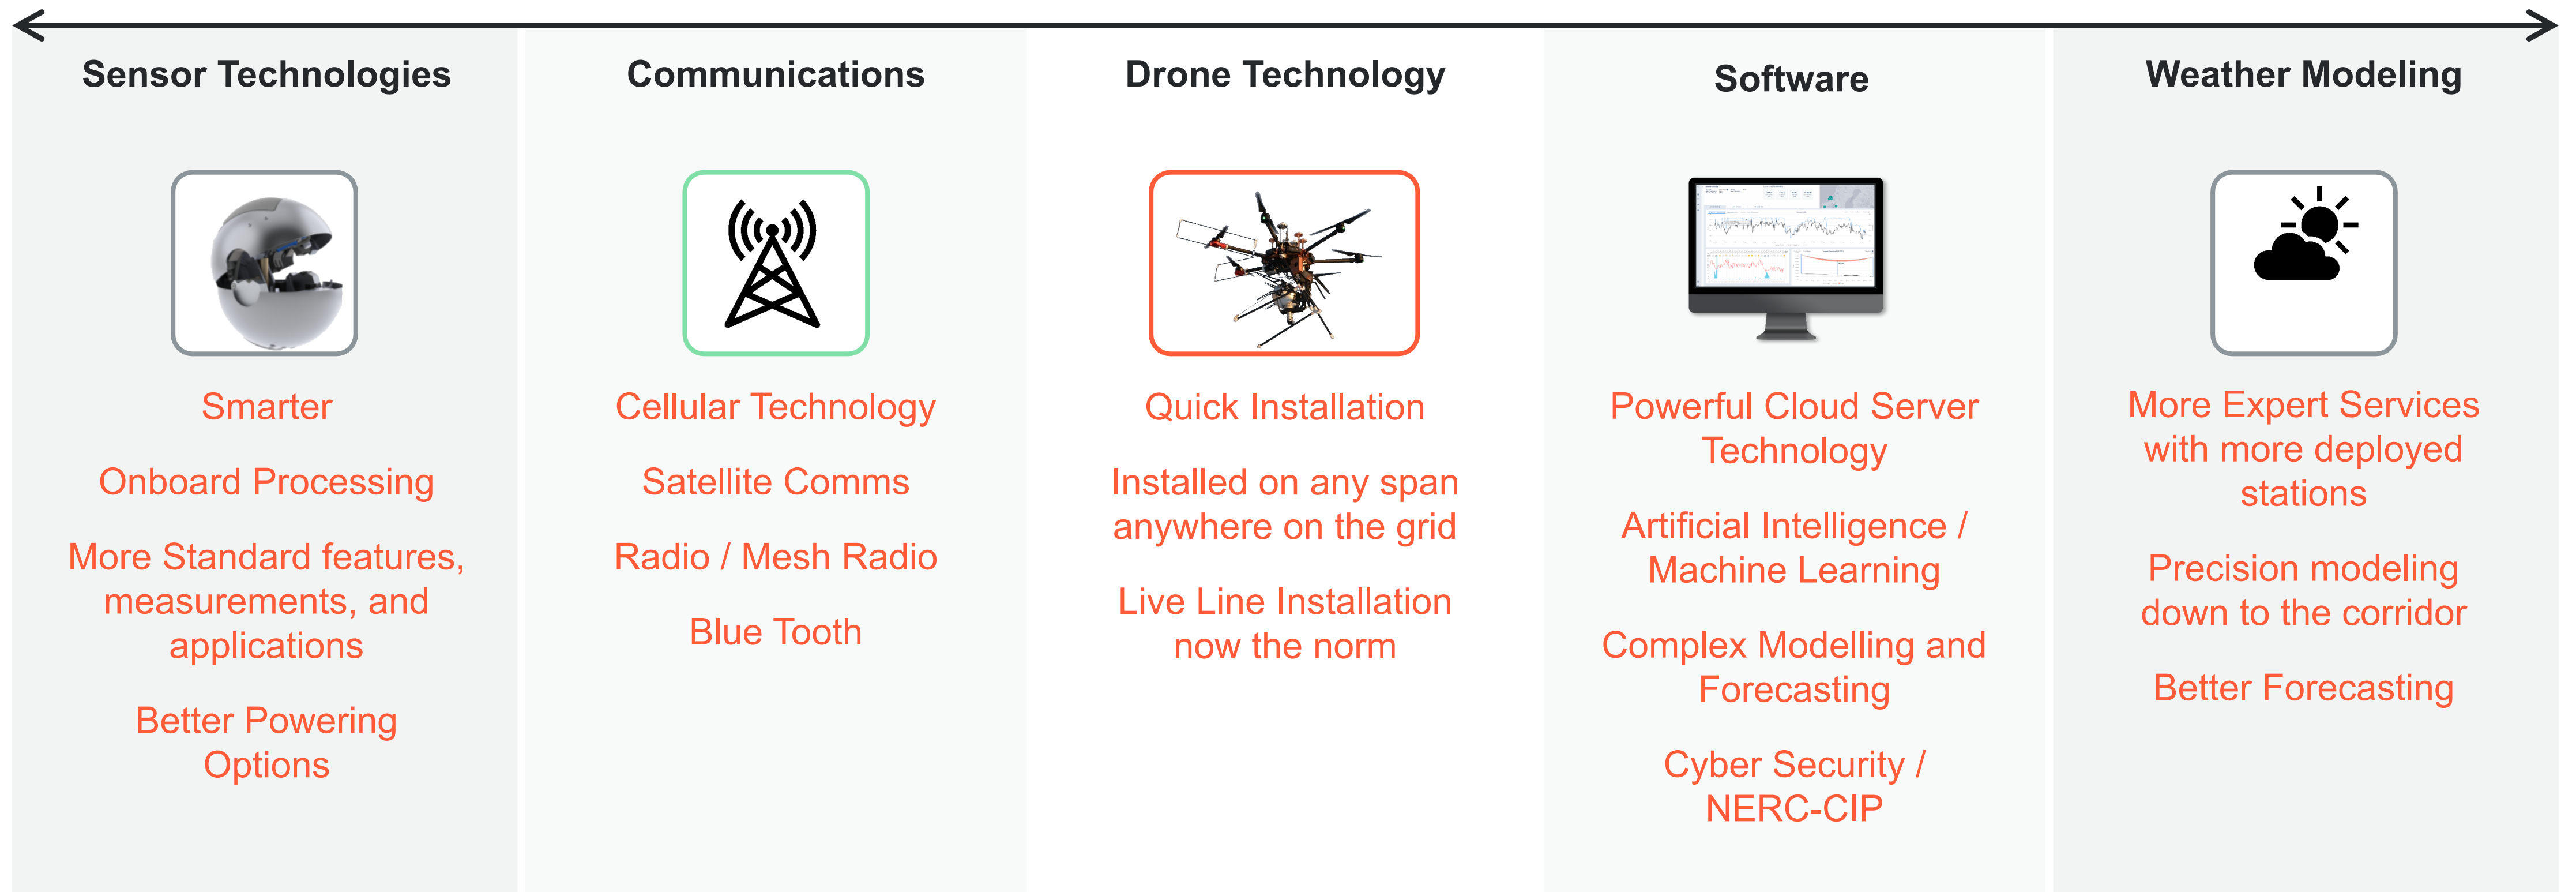 Sensor Technologies
Smarter
Onboard Processing
More Standard features,
measurements, and
applications
Better Powering
Options
Communications
Cellular Technology
Satellite Comms
Radio / Mesh Radio
Blue Tooth
Drone Technology
Quick Installation
Installed on any span
anywhere on the grid
Live Line Installation
now the norm
Software
Powerful Cloud Server
Technology
Artificial Intelligence /
Machine Learning
Complex Modelling and
Forecasting
Cyber Security /
NERC-CIP
Weather Modeling
More Expert Services
with more deployed
stations
Precision modeling
down to the corridor
Better Forecasting